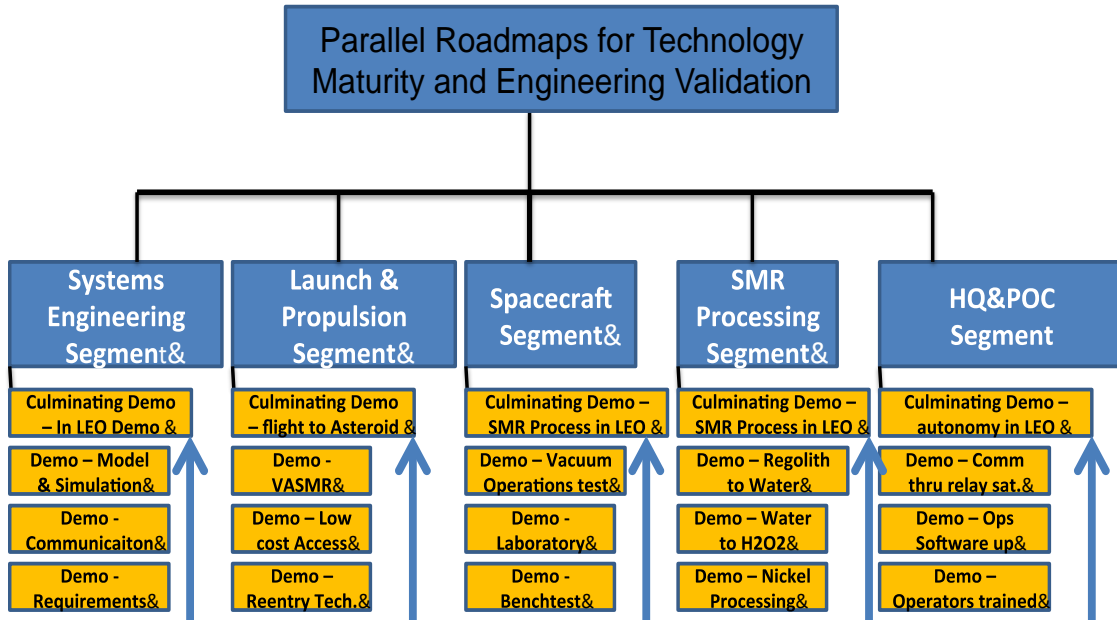 Parallel Roadmaps for Technology
Maturity and Engineering Validation
Systems
Engineering
Segment&
Launch &
Propulsion
Segment&
Spacecraft
Segment&
SMR
Processing
Segment&
HQ&POC
Segment
Culminating Demo
– In LEO Demo &
Demo – Model
& Simulation&
Demo -
Communicaiton&
Demo -
Requirements&
Culminating Demo
– flight to Asteroid &
Demo -
VASMR&
Demo – Low
cost Access&
Demo –
Reentry Tech.&
Culminating Demo –
SMR Process in LEO &
Demo – Vacuum
Operations test&
Demo -
Laboratory&
Demo -
Benchtest&
Culminating Demo –
SMR Process in LEO &
Demo – Regolith
to Water&
Demo – Water
to H2O2&
Demo – Nickel
Processing&
Culminating Demo –
autonomy in LEO &
Demo – Comm
thru relay sat.&
Demo – Ops
Software up&
Demo –
Operators trained&